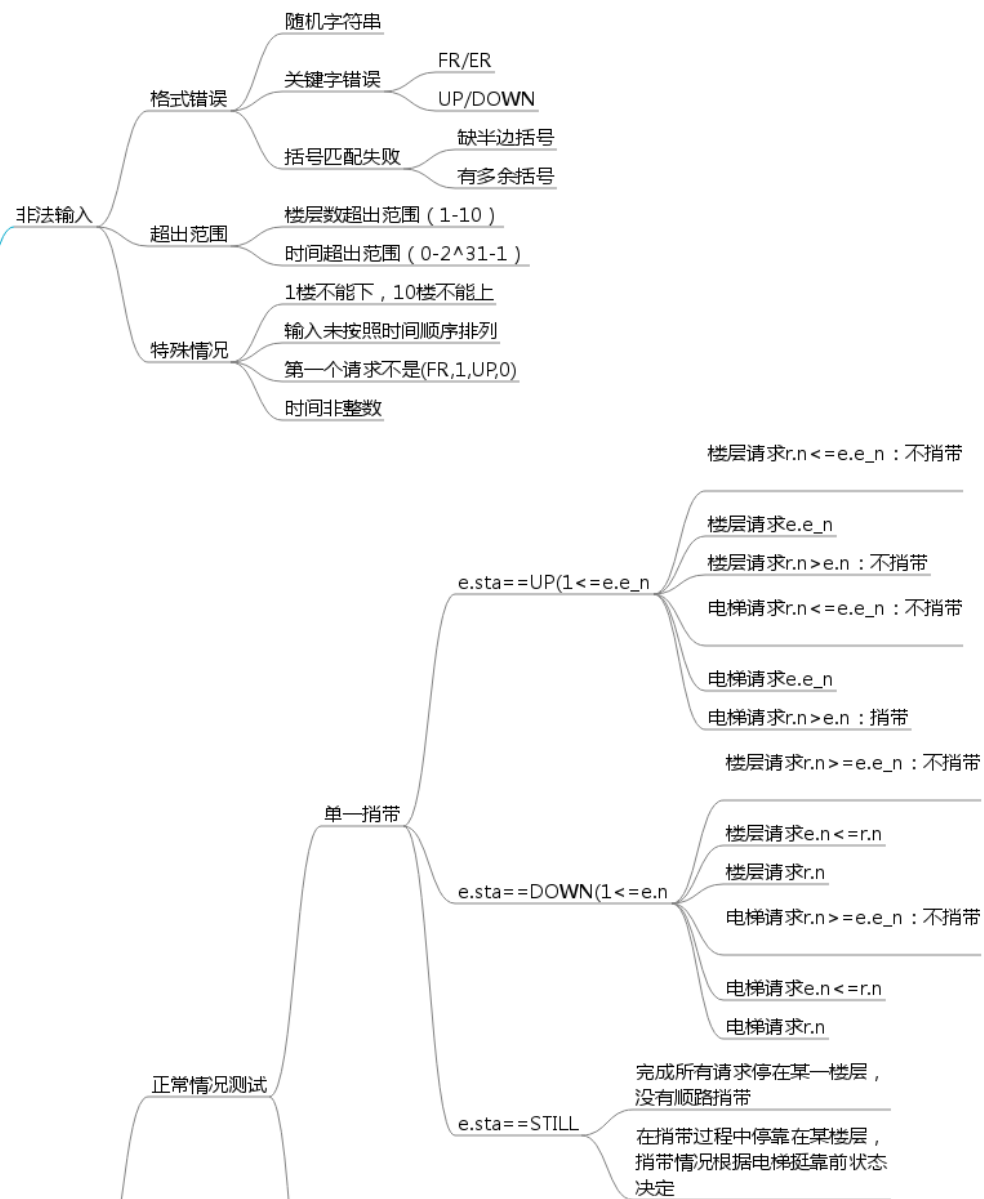 随机字符串
FR/ER
关键字错误
格式错误
UP/DOWN
缺半边括号
括号匹配失败
有多余括号
非法输入
楼层数超出范围（1-10）
超出范围
时间超出范围（0-2^31-1）
1楼不能下，10楼不能上
输入未按照时间顺序排列
特殊情况
第一个请求不是(FR,1,UP,0)
时间非整数
楼层请求r.n<=e.e_n：不捎带
楼层请求e.e_n
楼层请求r.n>e.n：不捎带
e.sta==UP(1<=e.e_n
电梯请求r.n<=e.e_n：不捎带
电梯请求e.e_n
电梯请求r.n>e.n：捎带
楼层请求r.n>=e.e_n：不捎带
单一捎带
楼层请求e.n<=r.n
楼层请求r.n
e.sta==DOWN(1<=e.n
电梯请求r.n>=e.e_n：不捎带
电梯请求e.n<=r.n
电梯请求r.n
正常情况测试
完成所有请求停在某一楼层，
没有顺路捎带
e.sta==STILL
在捎带过程中停靠在某楼层，
捎带情况根据电梯挺靠前状态
决定